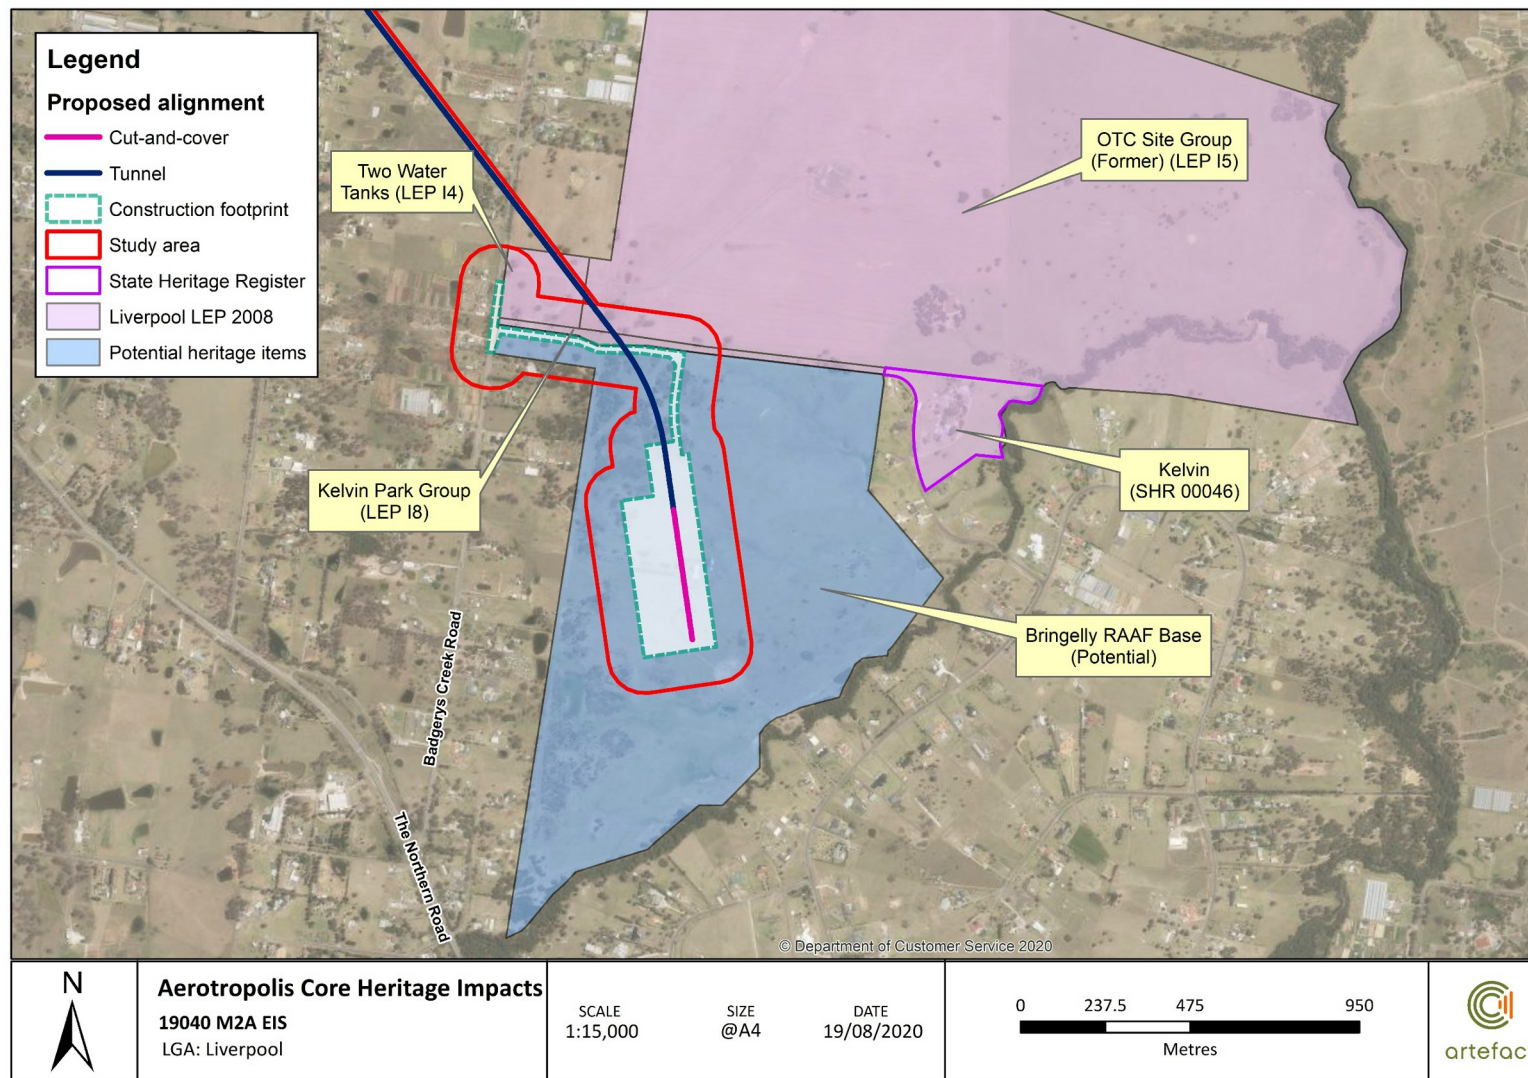 Legend
Proposed alignment
Cut-and-cover
Tunnel
Construction footprint
Study area
State Heritage Register
Liverpool LEP 2008
Potential heritage items
Two Water
Tanks (LEP I4)
OTC Site Group
(Former) (LEP I5)
Kelvin Park Group
(LEP I8)
Kelvin
(SHR 00046)
Bringelly RAAF Base
(Potential)
Badgerys Creek Road
The Northern Road
© Department of Customer Service 2020
N
Aerotropolis Core Heritage Impacts
19040 M2A EIS
LGA: Liverpool
SCALE
1:15,000
SIZE
@A4
DATE
19/08/2020
0 237.5 475 950
Metres
artefac